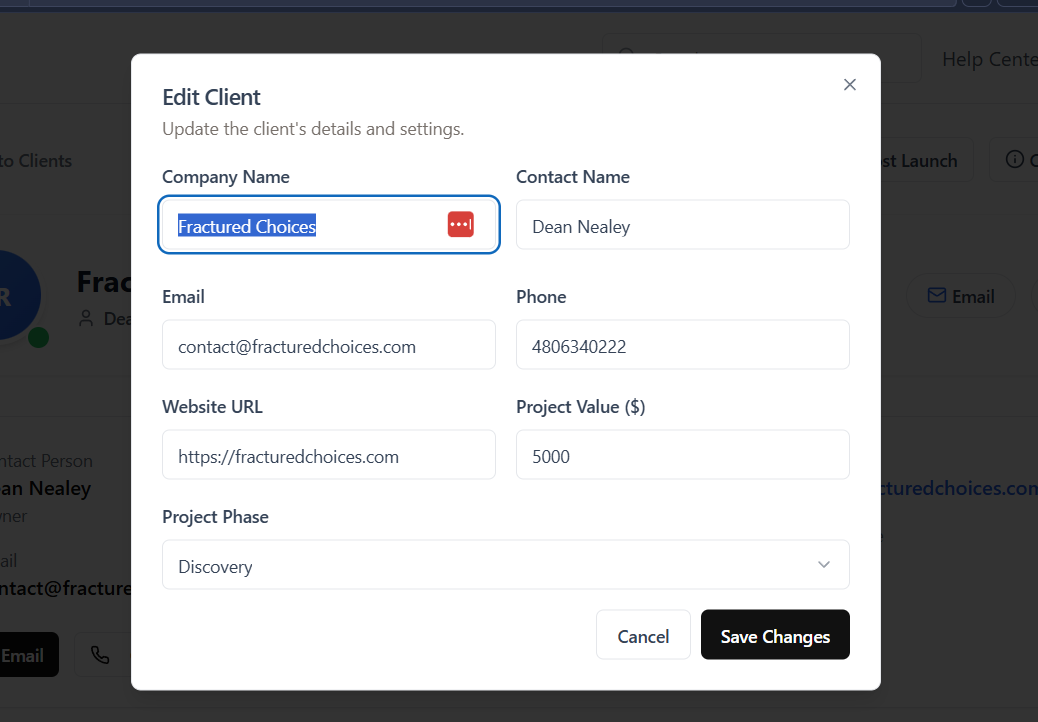 Help Cente
to Clients
st Launch
Edit Client
Update the client's details and settings.
Company Name
Contact Name
Fractured Choices
Dean Nealey
R
Frac
Dea
Email
Email
Phone
contact@fracturedchoices.com
4806340222
Website URL
Project Value ($)
https://fracturedchoices.com
5000
ntact Person
an Nealey
cturedchoices.com
ner
Project Phase
Discovery
ail
ntact@fracture
Email
Cancel
Save Changes